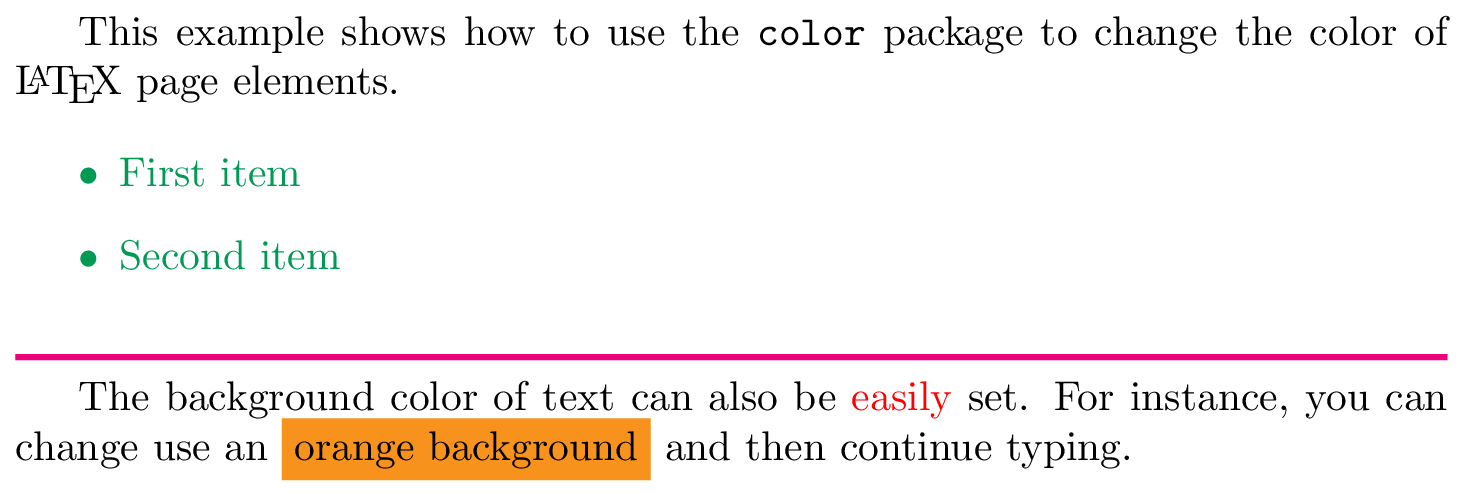 This example shows how to use the color package to change the color of
LATEX page elements.
• First item
• Second item
The background color of text can also be easily set. For instance, you can
change use an orange background and then continue typing.